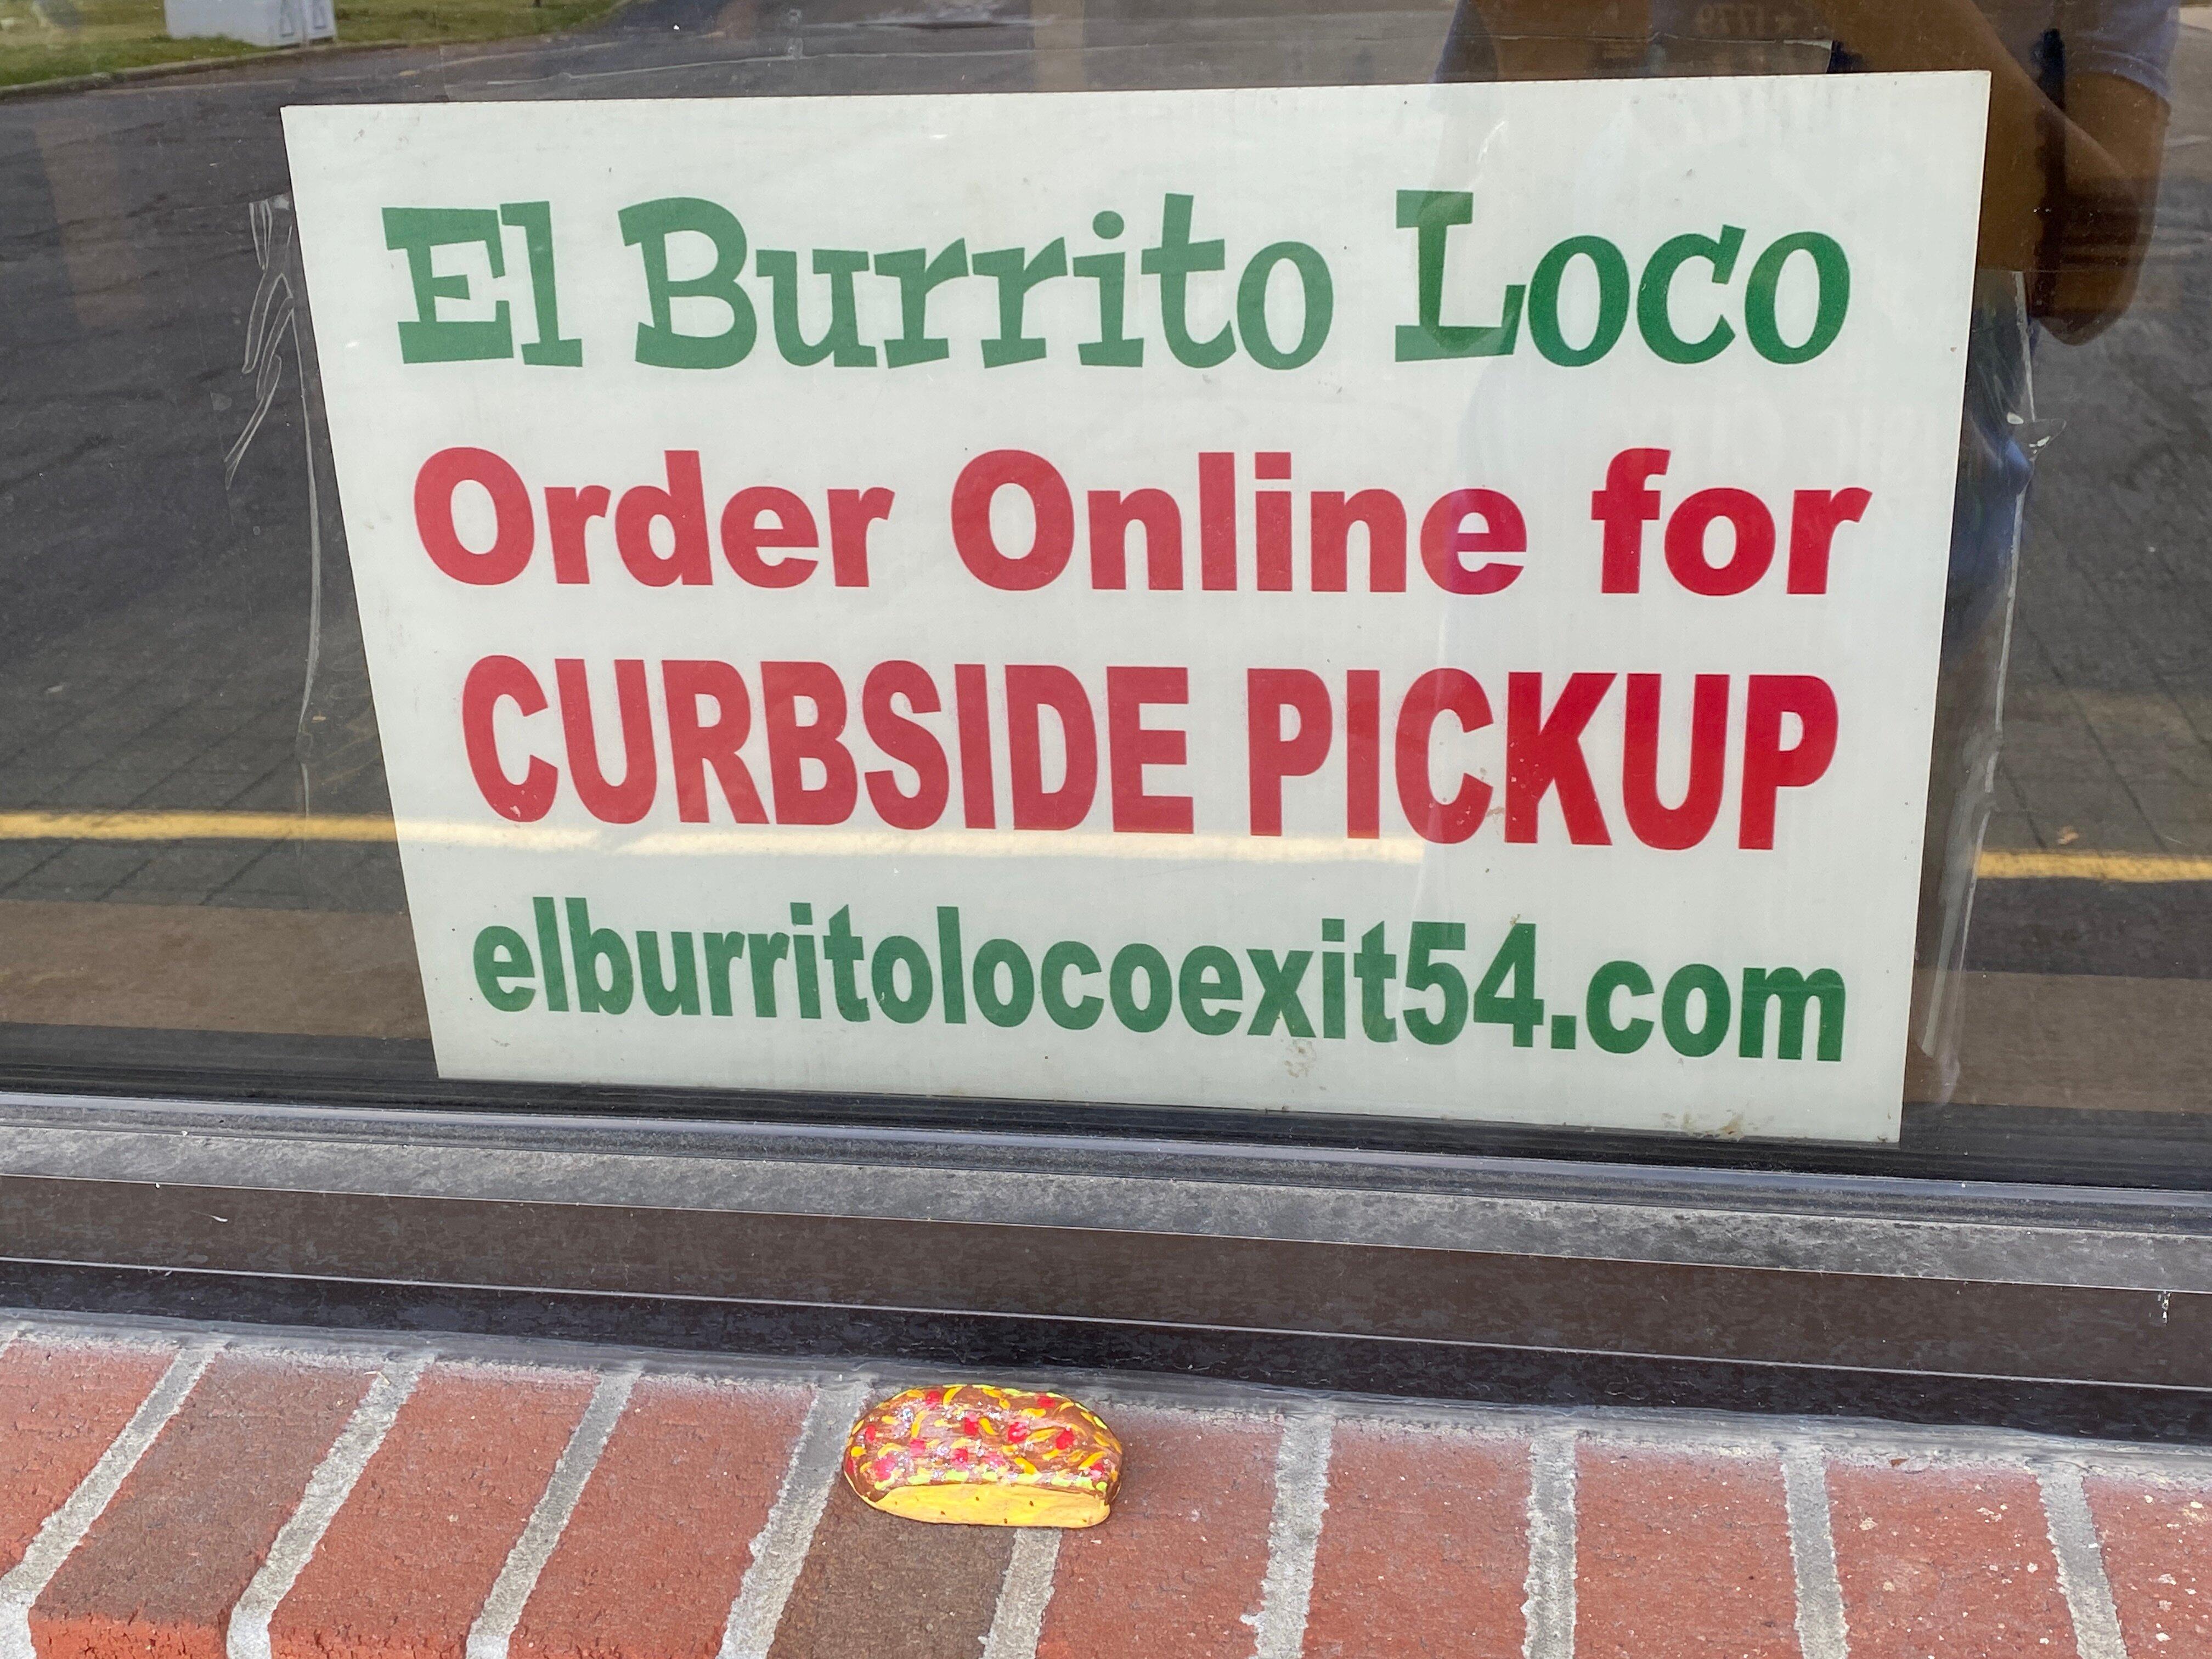 El Burrito Loco
Order Online for
CURBSIDE PICKUP
elburritolocoexit54.com